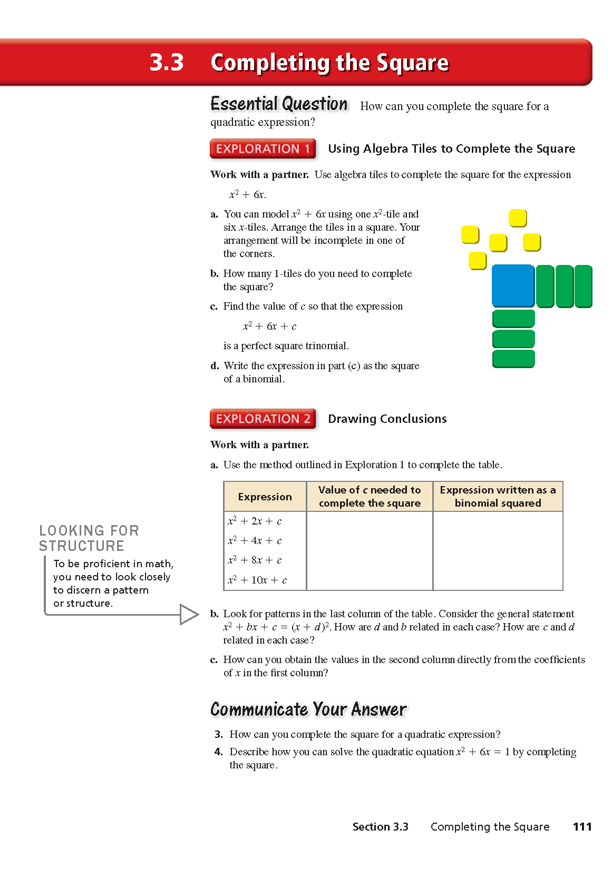 3.3 Completing the Square
Essential Question How can you complete the square for a
quadratic expression?
EXPLORATION 1 Using Algebra Tiles to Complete the Square
Work with a partner. Use algebra tiles to complete the square for the expression
x² + 6x.
a. You can model x² + 6x using one x²-tile and
six x-tiles. Arrange the tiles in a square. Your
arrangement will be incomplete in one of
the corners.
b. How many 1-tiles do you need to complete
the square?
c. Find the value of c so that the expression
x² + 6x + c
is a perfect square trinomial.
d. Write the expression in part (c) as the square
of a binomial.
EXPLORATION 2 Drawing Conclusions
Work with a partner.
a. Use the method outlined in Exploration 1 to complete the table.
Expression
Value of c needed to
complete the square
Expression written as a
binomial squared
x² + 2x + c
x² + 4x + c
x² + 8x + c
x² + 10x + c
LOOKING FOR
STRUCTURE
To be proficient in math,
you need to look closely
to discern a pattern
or structure.
b. Look for patterns in the last column of the table. Consider the general statement
x² + bx + c = (x + d)². How are d and b related in each case? How are c and d
related in each case?
c. How can you obtain the values in the second column directly from the coefficients
of x in the first column?
Communicate Your Answer
3. How can you complete the square for a quadratic expression?
4. Describe how you can solve the quadratic equation x² + 6x = 1 by completing
the square.
Section 3.3 Completing the Square 111